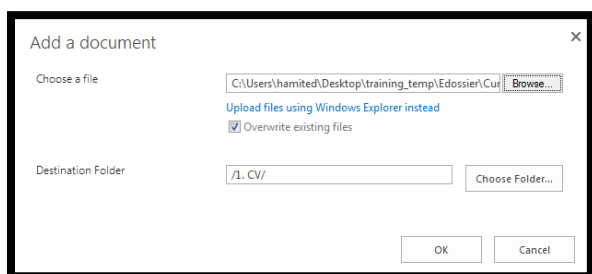 Add a document
Choose a file
C:\Users\hamited\Desktop\training_temp\Edossier\Cur Browse...
Upload files using Windows Explorer instead
Overwrite existing files
Destination Folder
/1. CV/
Choose Folder...
OK Cancel